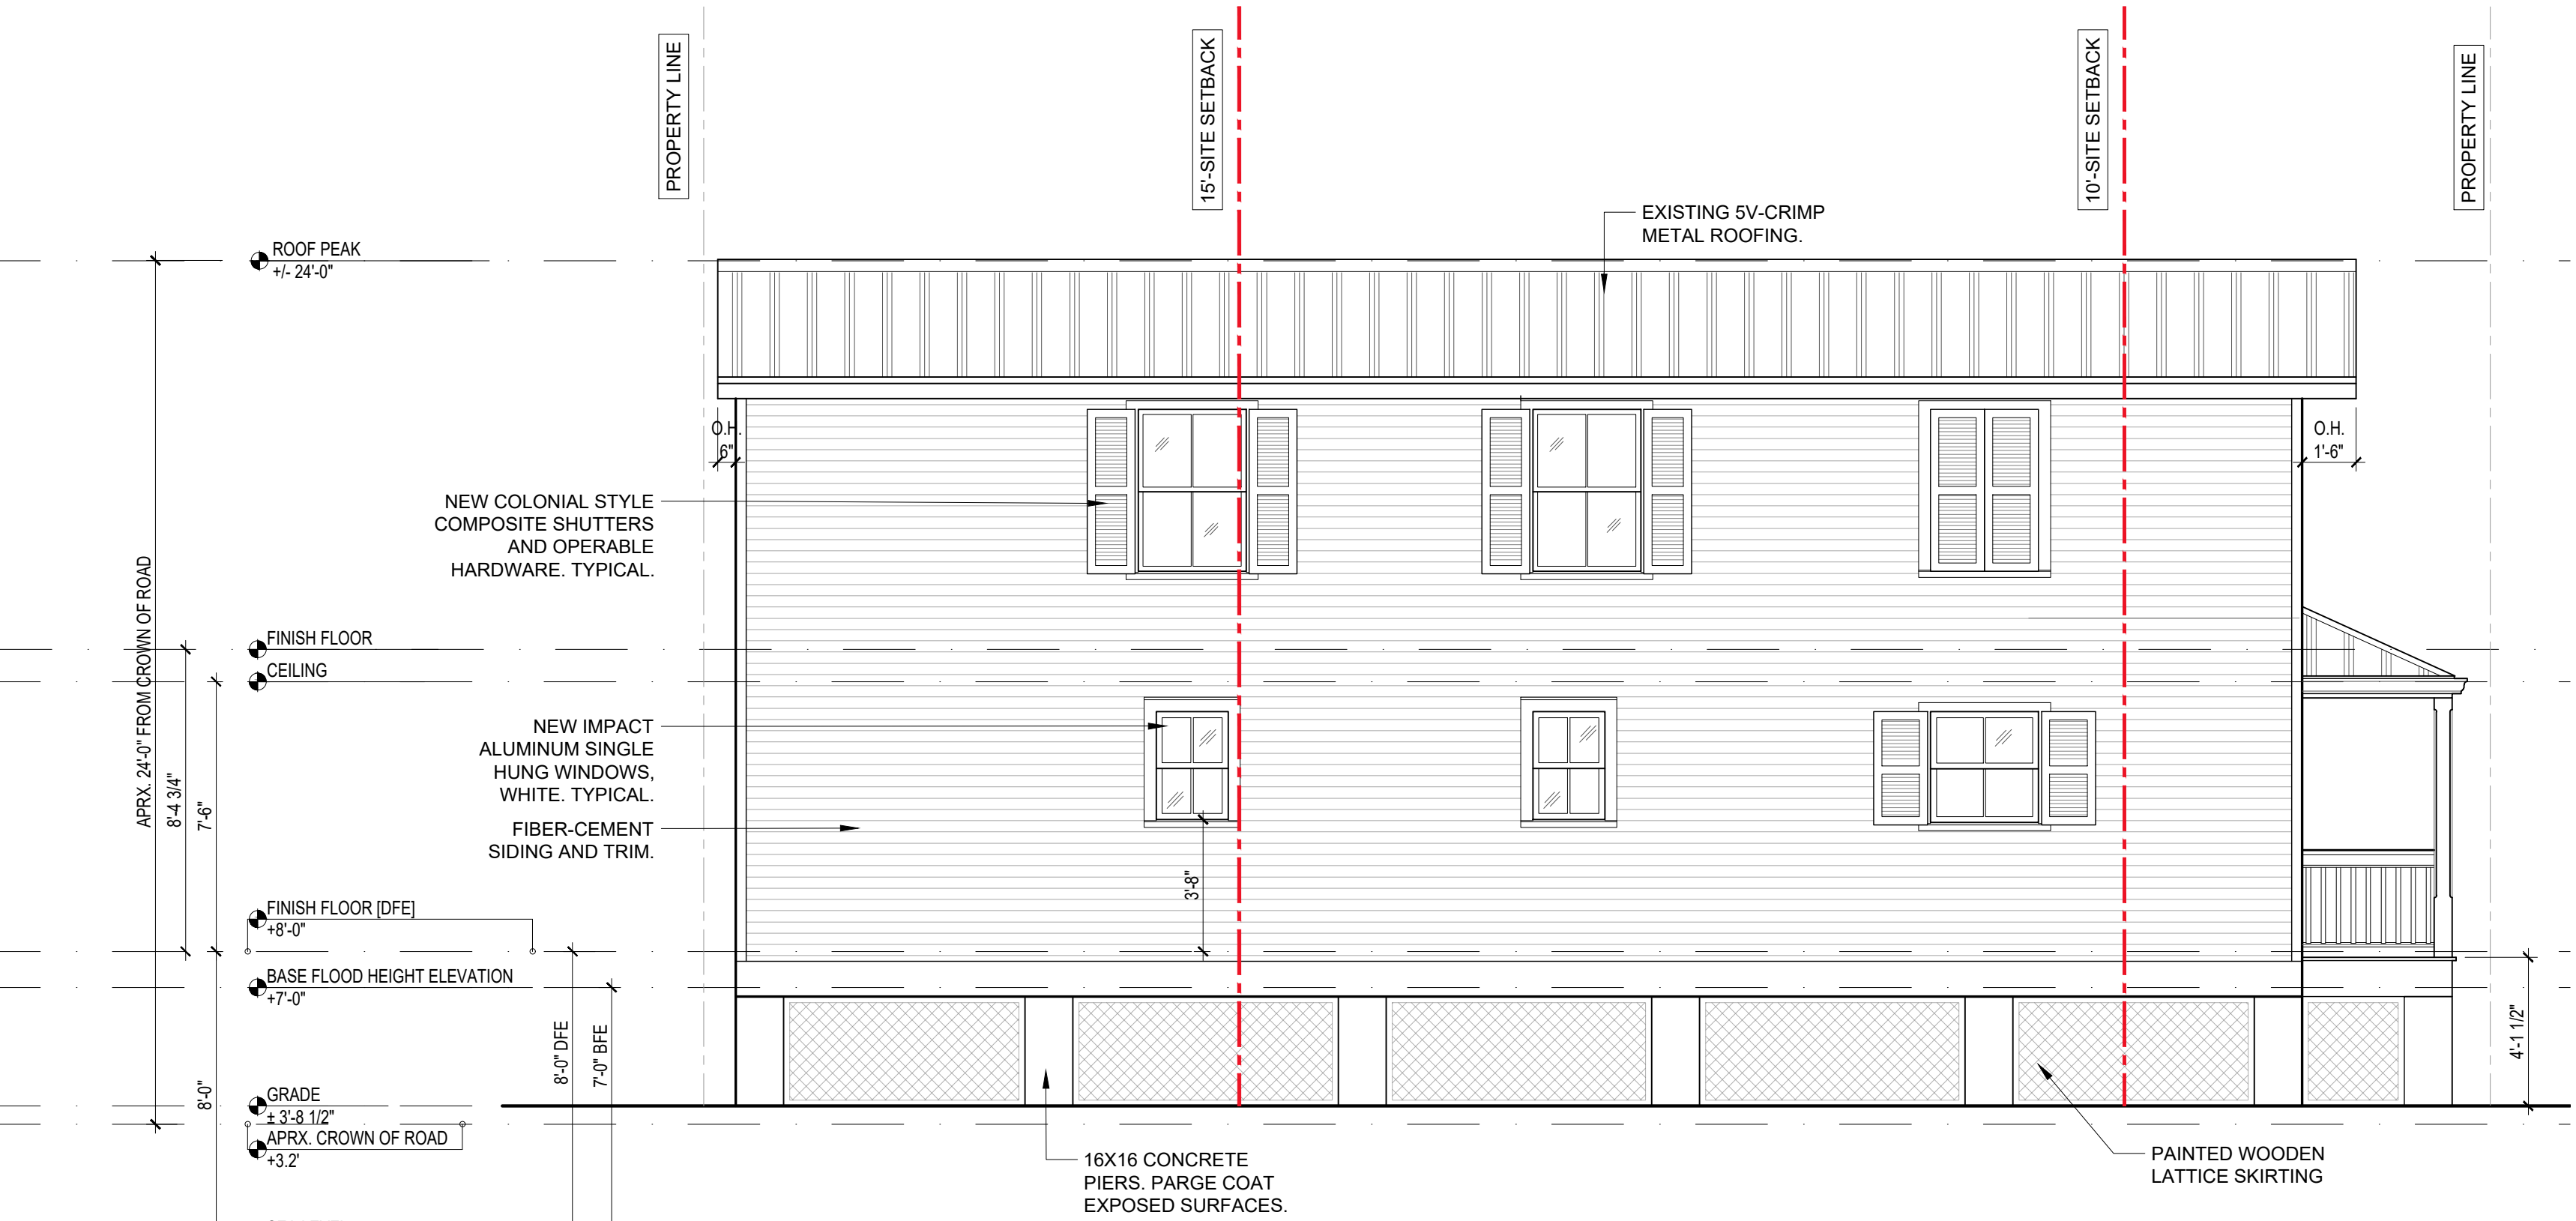 PROPERTY LINE
15'-SITE SETBACK
10'-SITE SETBACK
PROPERTY LINE
EXISTING 5V-CRIMP
METAL ROOFING.
ROOF PEAK
+/- 24'-0"
O.H.
6"
O.H.
1'-6"
NEW COLONIAL STYLE
COMPOSITE SHUTTERS
AND OPERABLE
HARDWARE. TYPICAL.
APRX. 24'-0" FROM CROWN OF ROAD
8'-4 3/4"
7'-6"
FINISH FLOOR
CEILING
NEW IMPACT
ALUMINUM SINGLE
HUNG WINDOWS,
WHITE. TYPICAL.
FIBER-CEMENT
SIDING AND TRIM.
3'-8"
FINISH FLOOR [DFE]
+8'-0"
BASE FLOOD HEIGHT ELEVATION
+7'-0"
8'-0" DFE
7'-0" BFE
8'-0"
4'-1 1/2"
GRADE
± 3'-8 1/2"
APRX. CROWN OF ROAD
+3.2'
16X16 CONCRETE
PIERS. PARGE COAT
EXPOSED SURFACES.
PAINTED WOODEN
LATTICE SKIRTING